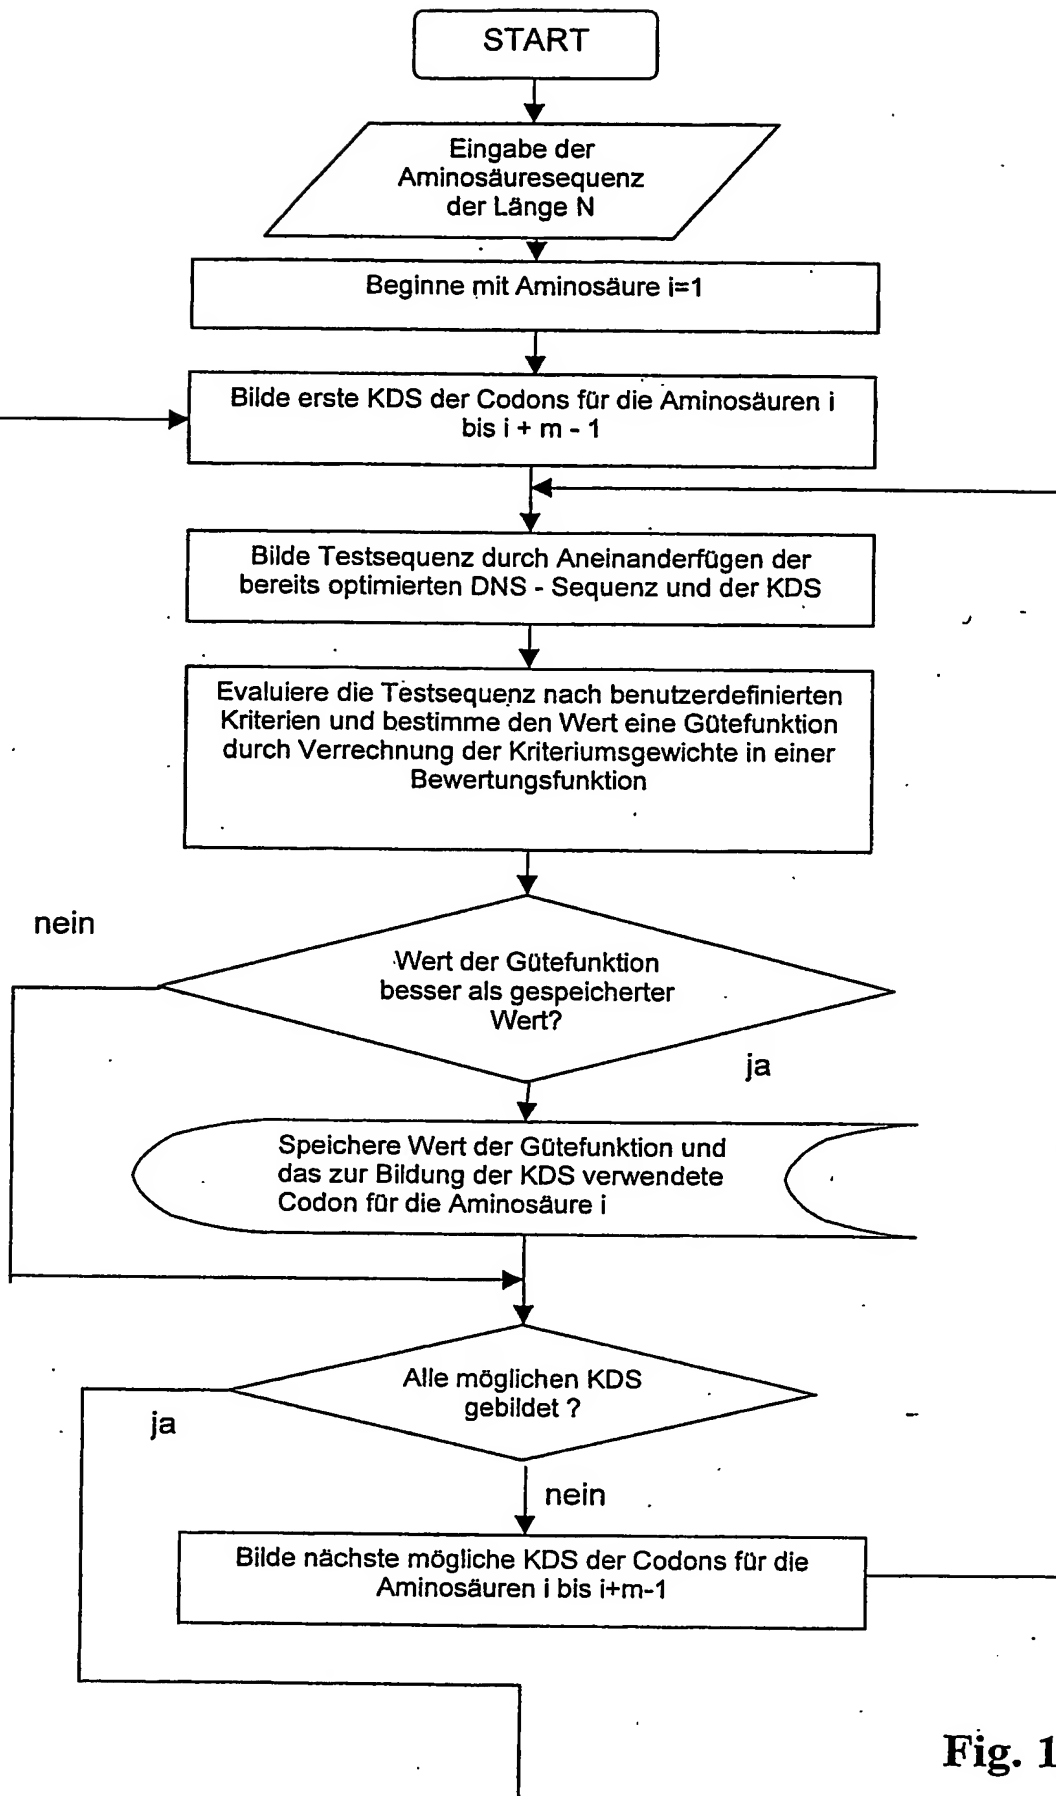 START
Eingabe der
Aminosäuresequenz
der Länge N
Beginne mit Aminosäure i=1
Bilde erste KDS der Codons für die Aminosäuren i
bis i + m - 1
Bilde Testsequenz durch Aneinanderfügen der
bereits optimierten DNS - Sequenz und der KDS
Evaluiere die Testsequenz nach benutzerdefinierten
Kriterien und bestimme den Wert eine Gütefunktion
durch Verrechnung der Kriteriumsgewichte in einer
Bewertungsfunktion
nein
Wert der Gütefunktion
besser als gespeicherter
Wert?
ja
Speichere Wert der Gütefunktion und
das zur Bildung der KDS verwendete
Codon für die Aminosäure i
Alle möglichen KDS
gebildet ?
ja
nein
Bilde nächste mögliche KDS der Codons für die
Aminosäuren i bis i+m-1
Fig. 1